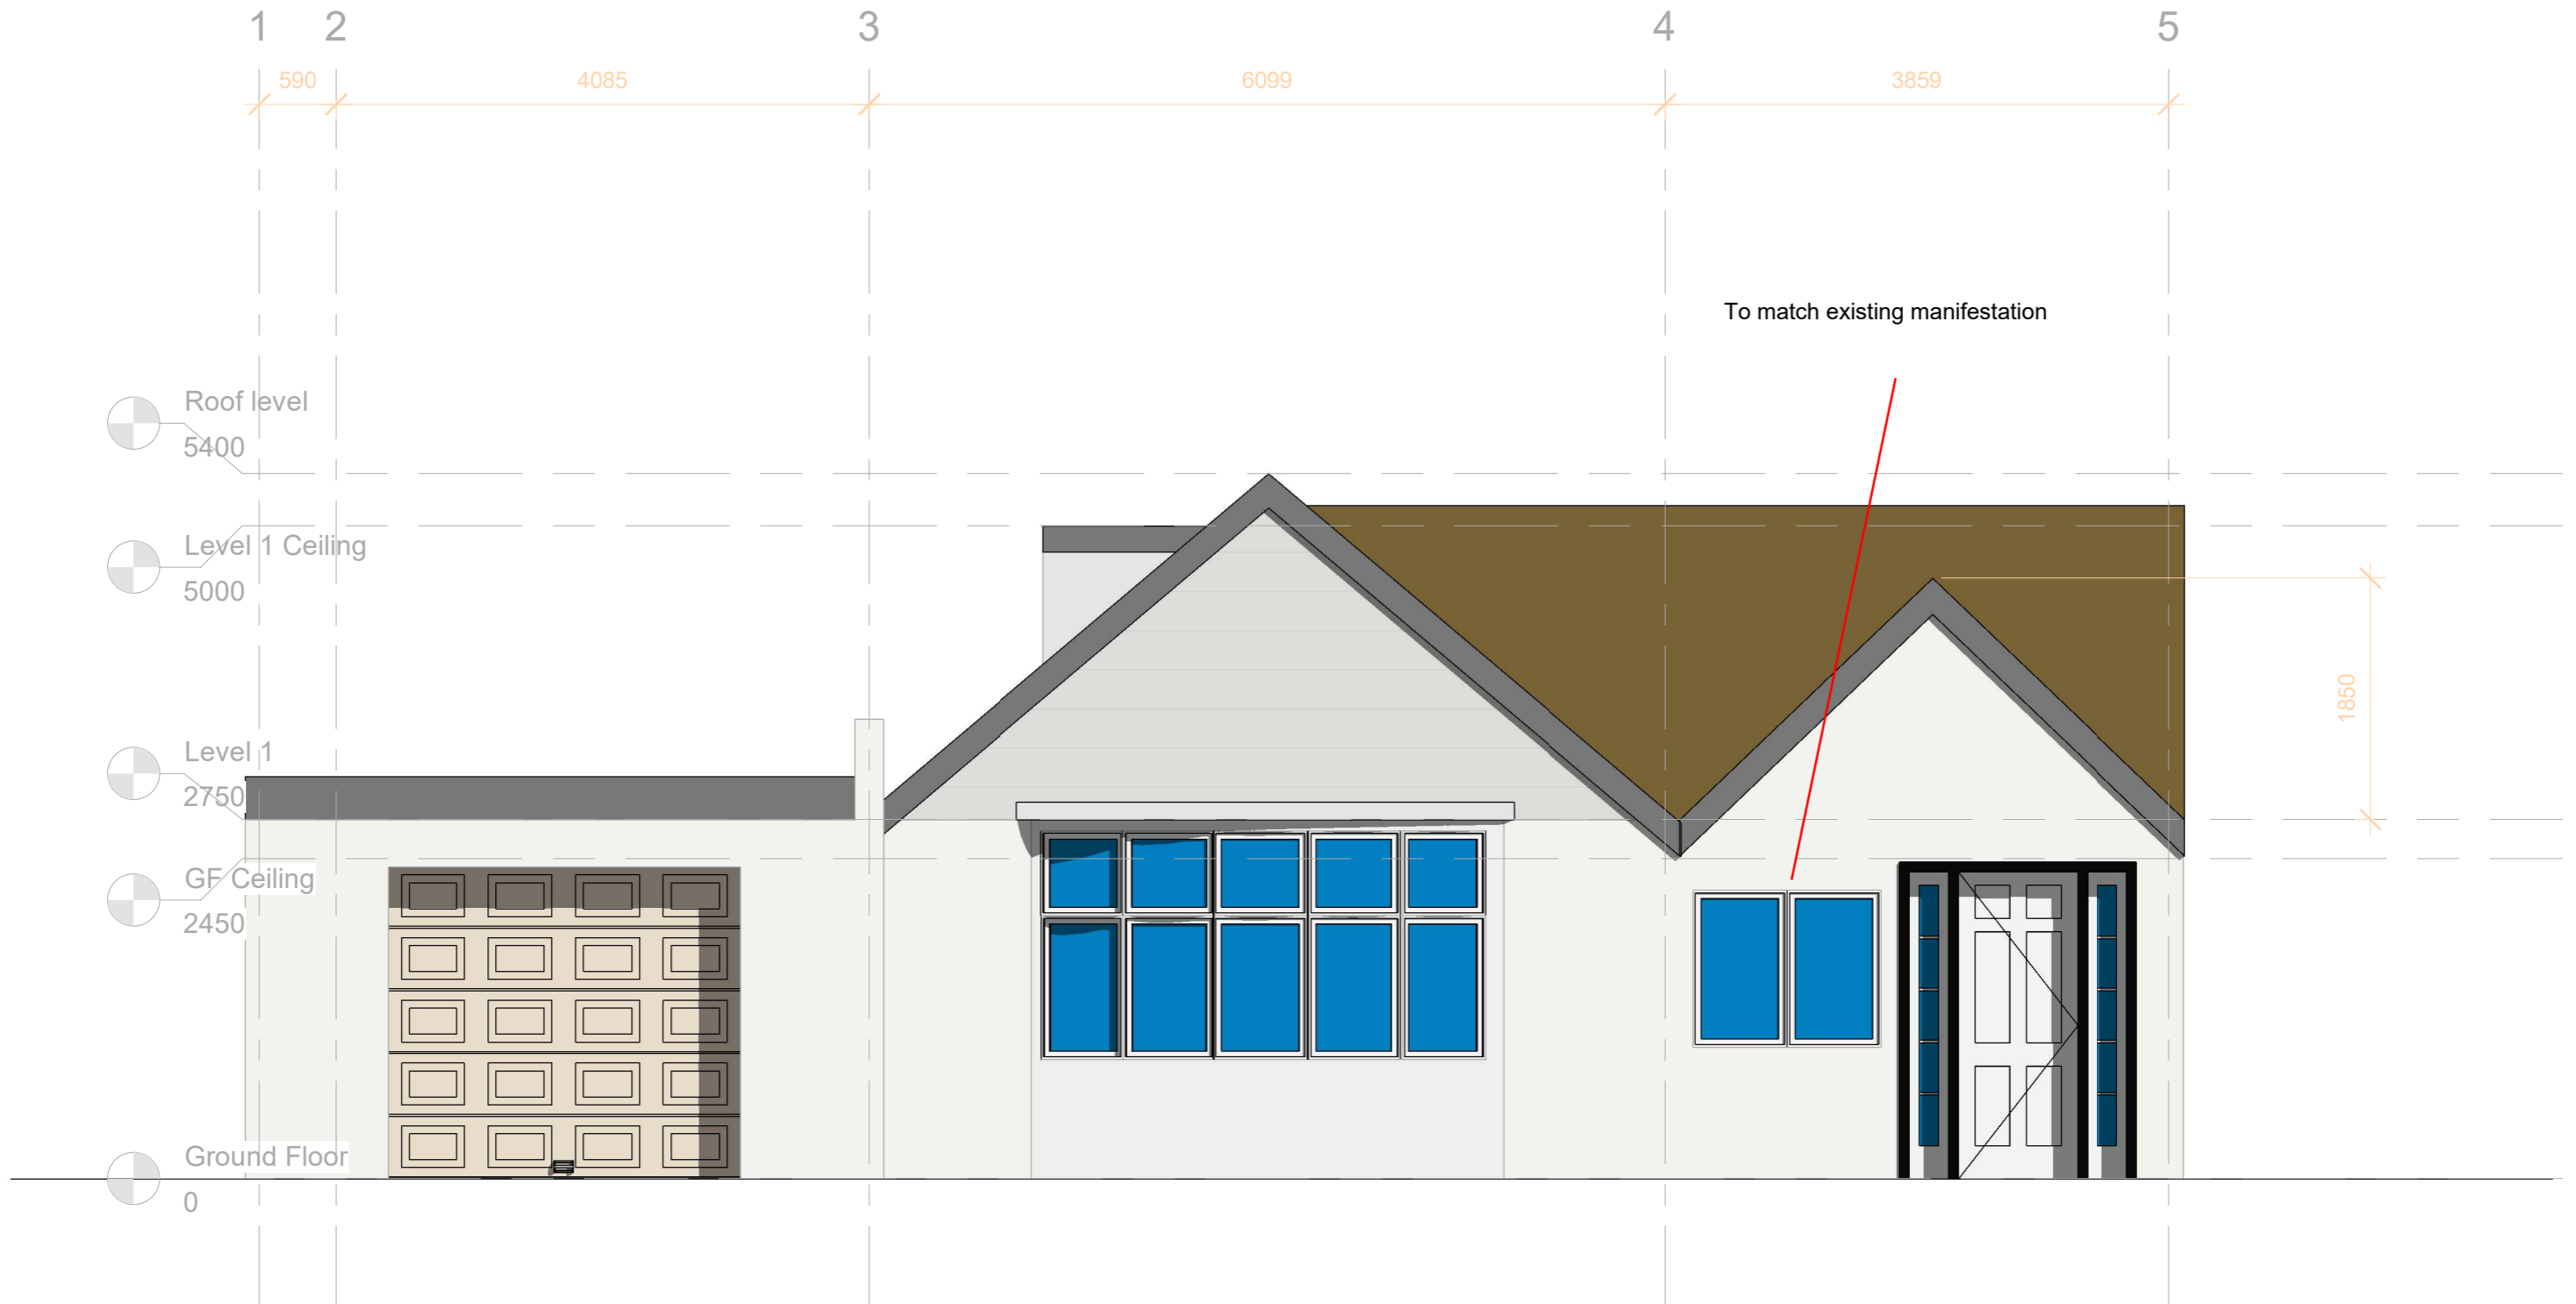 1 2 3 4 5
590 4085 6099 3859
To match existing manifestation
Roof level
5400
Level 1 Ceiling
5000
1850
Level 1
2750
GF Ceiling
2450
Ground Floor
0